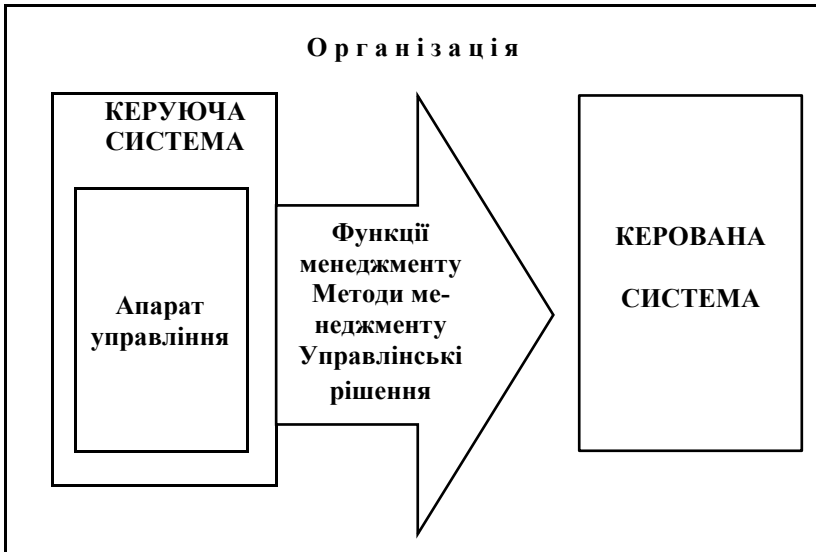 О р г а н і з а ц і я
КЕРУЮЧА
СИСТЕМА
Апарат
управління
Функції
менеджменту
Методи ме-
неджменту
Управлінські
рішення
КЕРОВАНА
СИСТЕМА